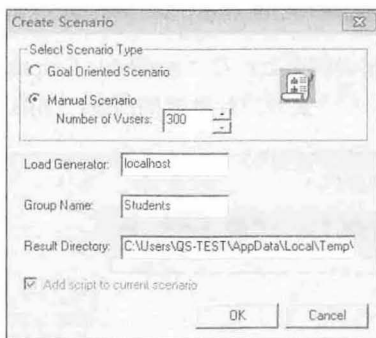 Create Scenario
Select Scenario Type
Goal Oriented Scenario
Manual Scenario
Number of Vusers: 300
Load Generator: localhost
Group Name: Students
Result Directory: C:\Users\QS-TEST\AppData\Local\Temp\
Add script to current scenario
OK Cancel